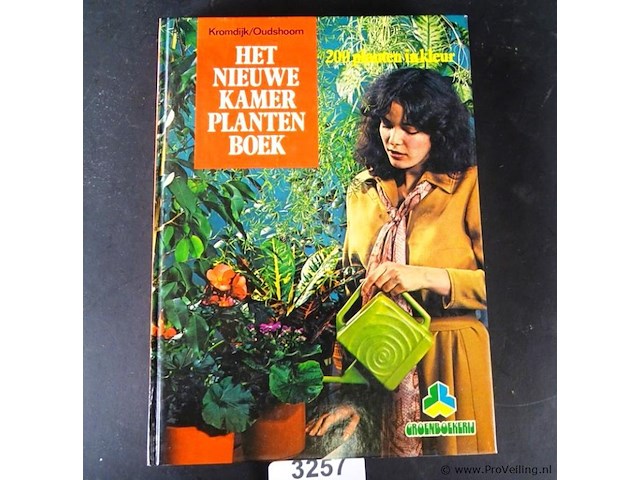 Kromdijk/Oudshoorn
HET
NIEUWE
KAMER
PLANTEN
BOEK
200 planten in kleur
GROENBOEKERIJ
3257
© www.ProVeiling.nl